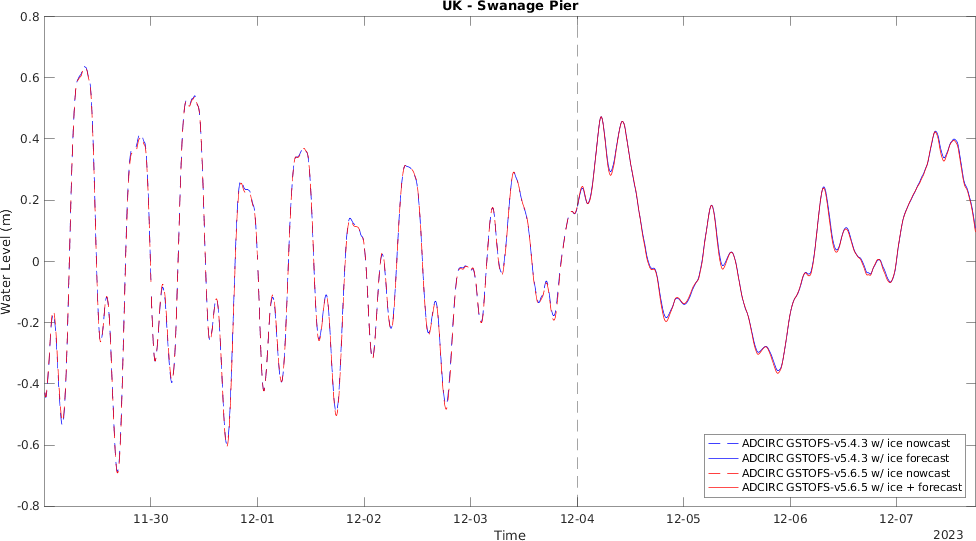 UK - Swanage Pier
0.8
0.6
0.4
0.2
0
-0.2
-0.4
-0.6
-0.8
Water Level (m)
11-30 12-01 12-02 12-03 12-04 12-05 12-06 12-07
Time
2023
ADCIRC GSTOFS-v5.4.3 w/ ice nowcast
ADCIRC GSTOFS-v5.4.3 w/ ice forecast
ADCIRC GSTOFS-v5.6.5 w/ ice nowcast
ADCIRC GSTOFS-v5.6.5 w/ ice + forecast